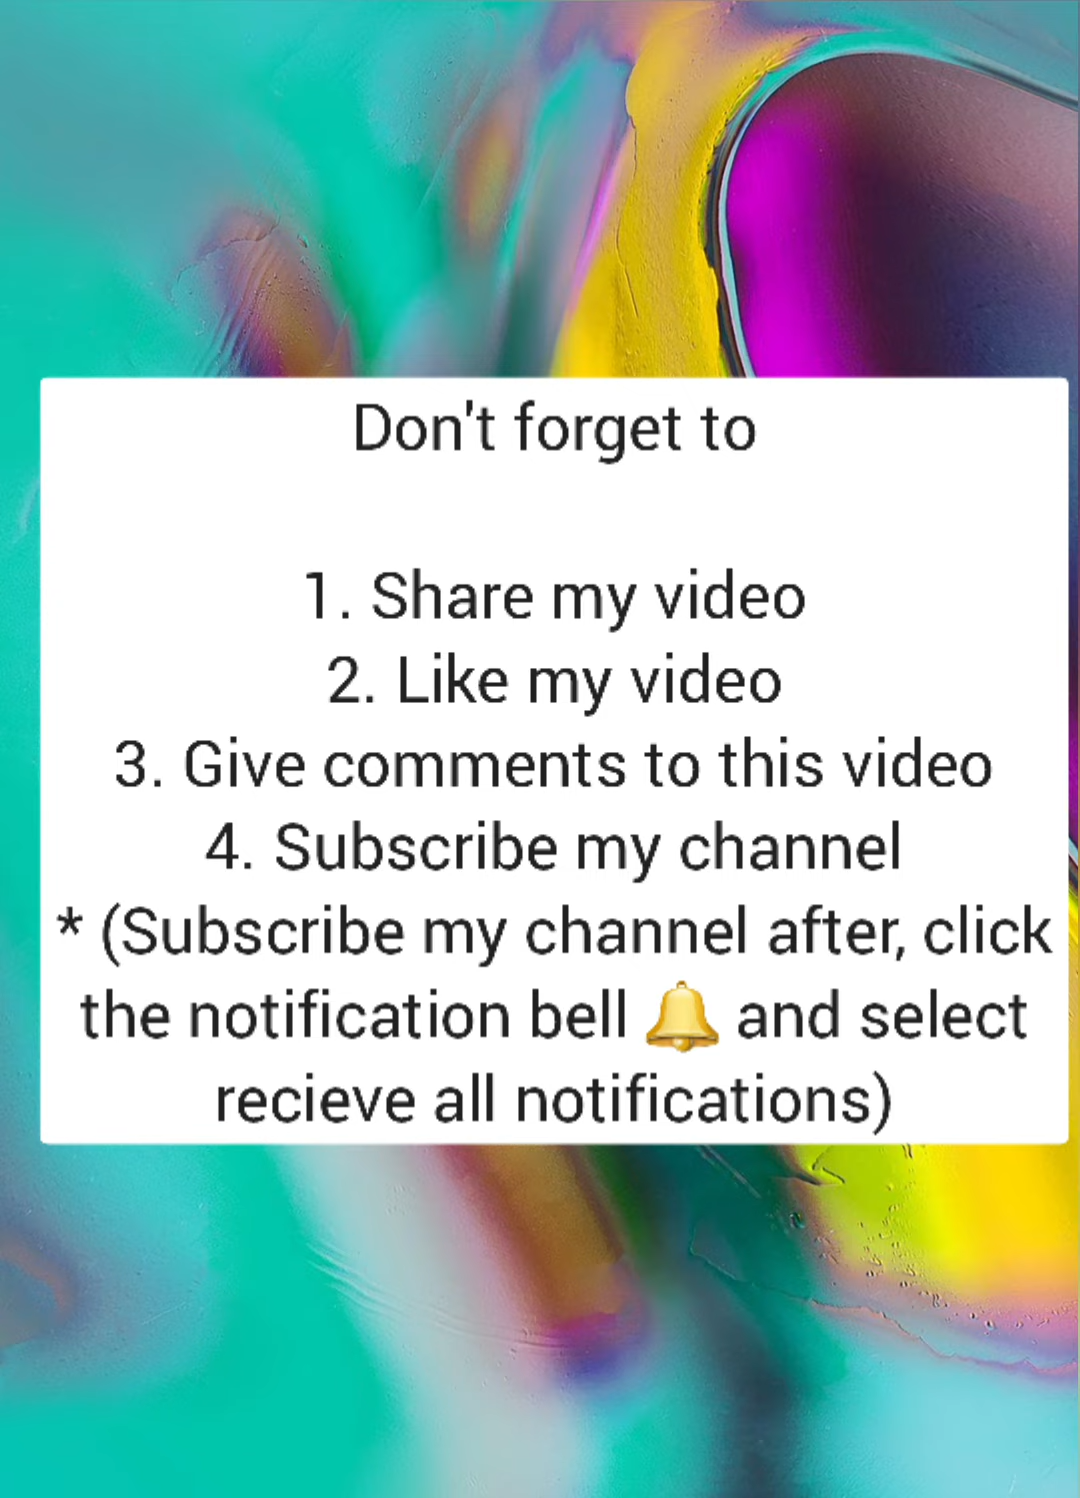 Don't forget to
1. Share my video
2. Like my video
3. Give comments to this video
4. Subscribe my channel
* (Subscribe my channel after, click
the notification bell 🔔 and select
recieve all notifications)